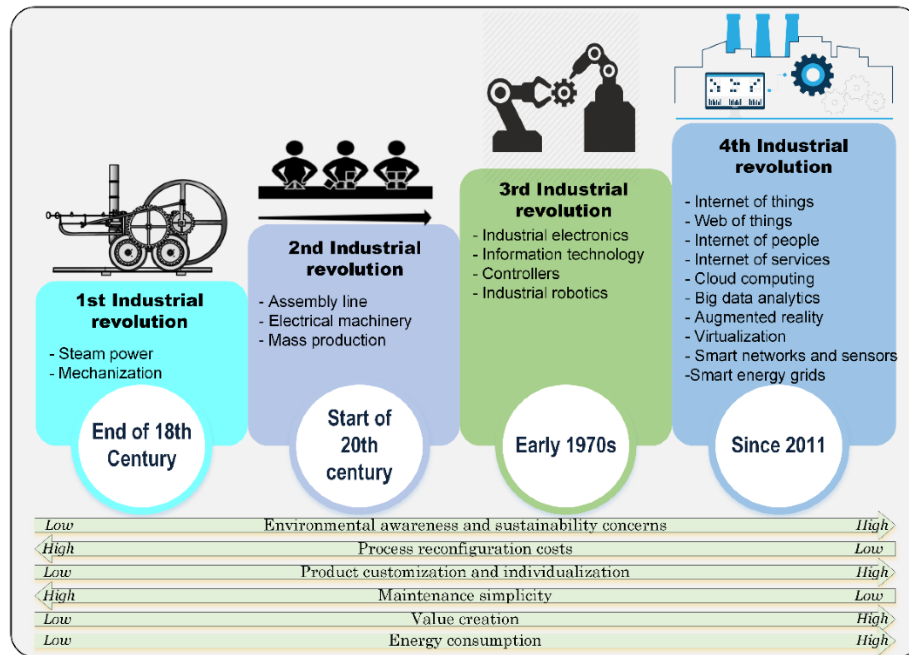 1st Industrial
revolution
- Steam power
- Mechanization
End of 18th
Century
2nd Industrial
revolution
- Assembly line
- Electrical machinery
- Mass production
Start of
20th
century
3rd Industrial
revolution
- Industrial electronics
- Information technology
- Controllers
- Industrial robotics
Early 1970s
4th Industrial
revolution
- Internet of things
- Web of things
- Internet of people
- Internet of services
- Cloud computing
- Big data analytics
- Augmented reality
- Virtualization
- Smart networks and sensors
-Smart energy grids
Since 2011
Low Environmental awareness and sustainability concerns High
High Process reconfiguration costs Low
Low Product customization and individualization High
High Maintenance simplicity Low
Low Value creation High
Low Energy consumption High